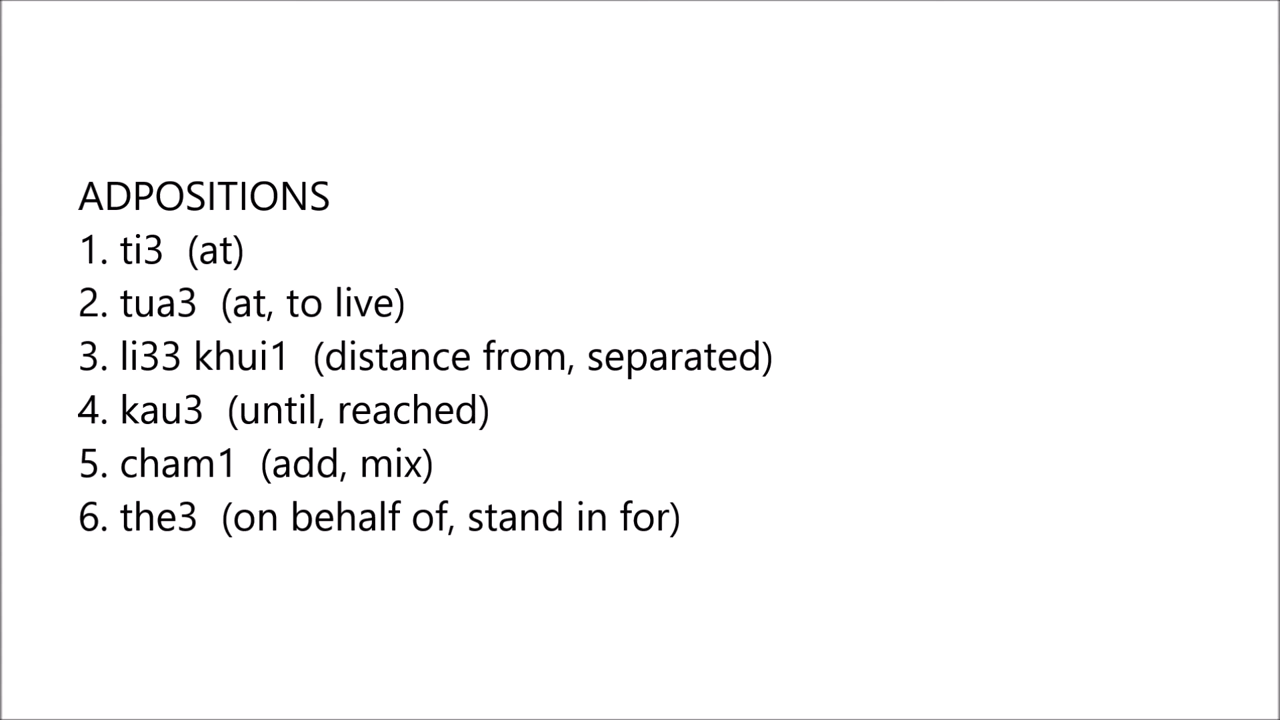 ADPOSITIONS
1. ti3  (at)
2. tua3  (at, to live)
3. li33 khui1  (distance from, separated)
4. kau3  (until, reached)
5. cham1  (add, mix)
6. the3  (on behalf of, stand in for)